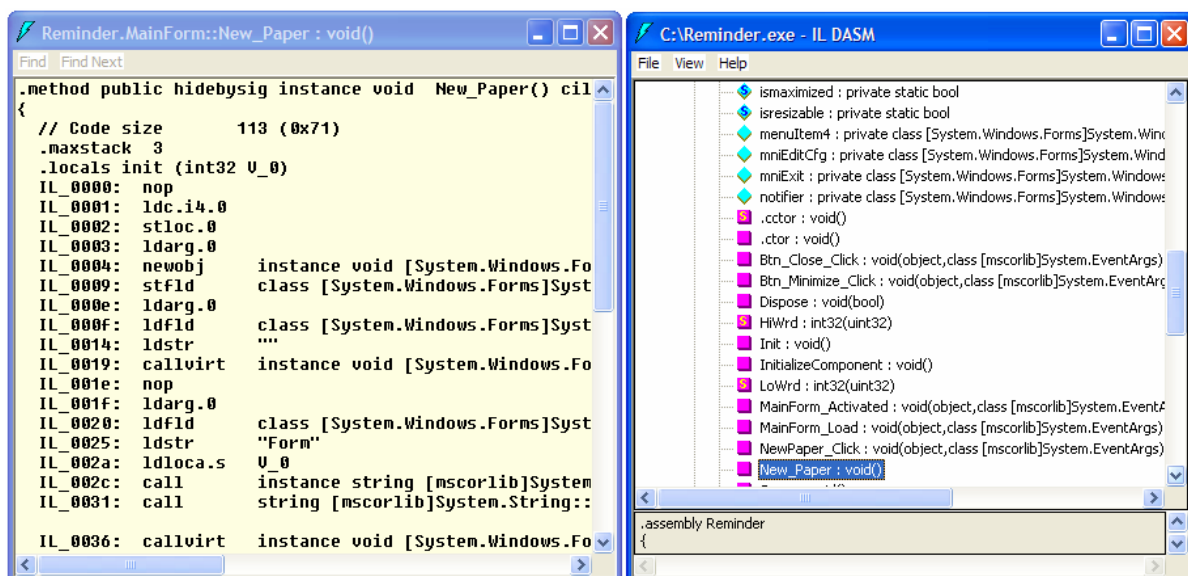 Reminder.MainForm::New_Paper : void()
Find Find Next
.method public hidebysig instance void  New_Paper() cil
{
  // Code size       113 (0x71)
  .maxstack  3
  .locals init (int32 V_0)
  IL_0000:  nop
  IL_0001:  ldc.i4.0
  IL_0002:  stloc.0
  IL_0003:  ldarg.0
  IL_0004:  newobj     instance void [System.Windows.Fo
  IL_0009:  stfld      class [System.Windows.Forms]Syst
  IL_000e:  ldarg.0
  IL_000f:  ldfld      class [System.Windows.Forms]Syst
  IL_0014:  ldstr      ""
  IL_0019:  callvirt   instance void [System.Windows.Fo
  IL_001e:  nop
  IL_001f:  ldarg.0
  IL_0020:  ldfld      class [System.Windows.Forms]Syst
  IL_0025:  ldstr      "Form"
  IL_002a:  ldloca.s   V_0
  IL_002c:  call       instance string [mscorlib]System
  IL_0031:  call       string [mscorlib]System.String::
  IL_0036:  callvirt   instance void [System.Windows.Fo
C:\Reminder.exe - IL DASM
File View Help
ismaximized : private static bool
isresizable : private static bool
menuItem4 : private class [System.Windows.Forms]System.Wind
mniEditCfg : private class [System.Windows.Forms]System.Wind
mniExit : private class [System.Windows.Forms]System.Windows
notifier : private class [System.Windows.Forms]System.Windows
S .cctor : void()
.ctor : void()
Btn_Close_Click : void(object,class [mscorlib]System.EventArgs)
Btn_Minimize_Click : void(object,class [mscorlib]System.EventArg
Dispose : void(bool)
S HiWrd : int32(uint32)
Init : void()
InitializeComponent : void()
S LoWrd : int32(uint32)
MainForm_Activated : void(object,class [mscorlib]System.EventA
MainForm_Load : void(object,class [mscorlib]System.EventArgs)
NewPaper_Click : void(object,class [mscorlib]System.EventArgs)
New_Paper : void()
.assembly Reminder
{